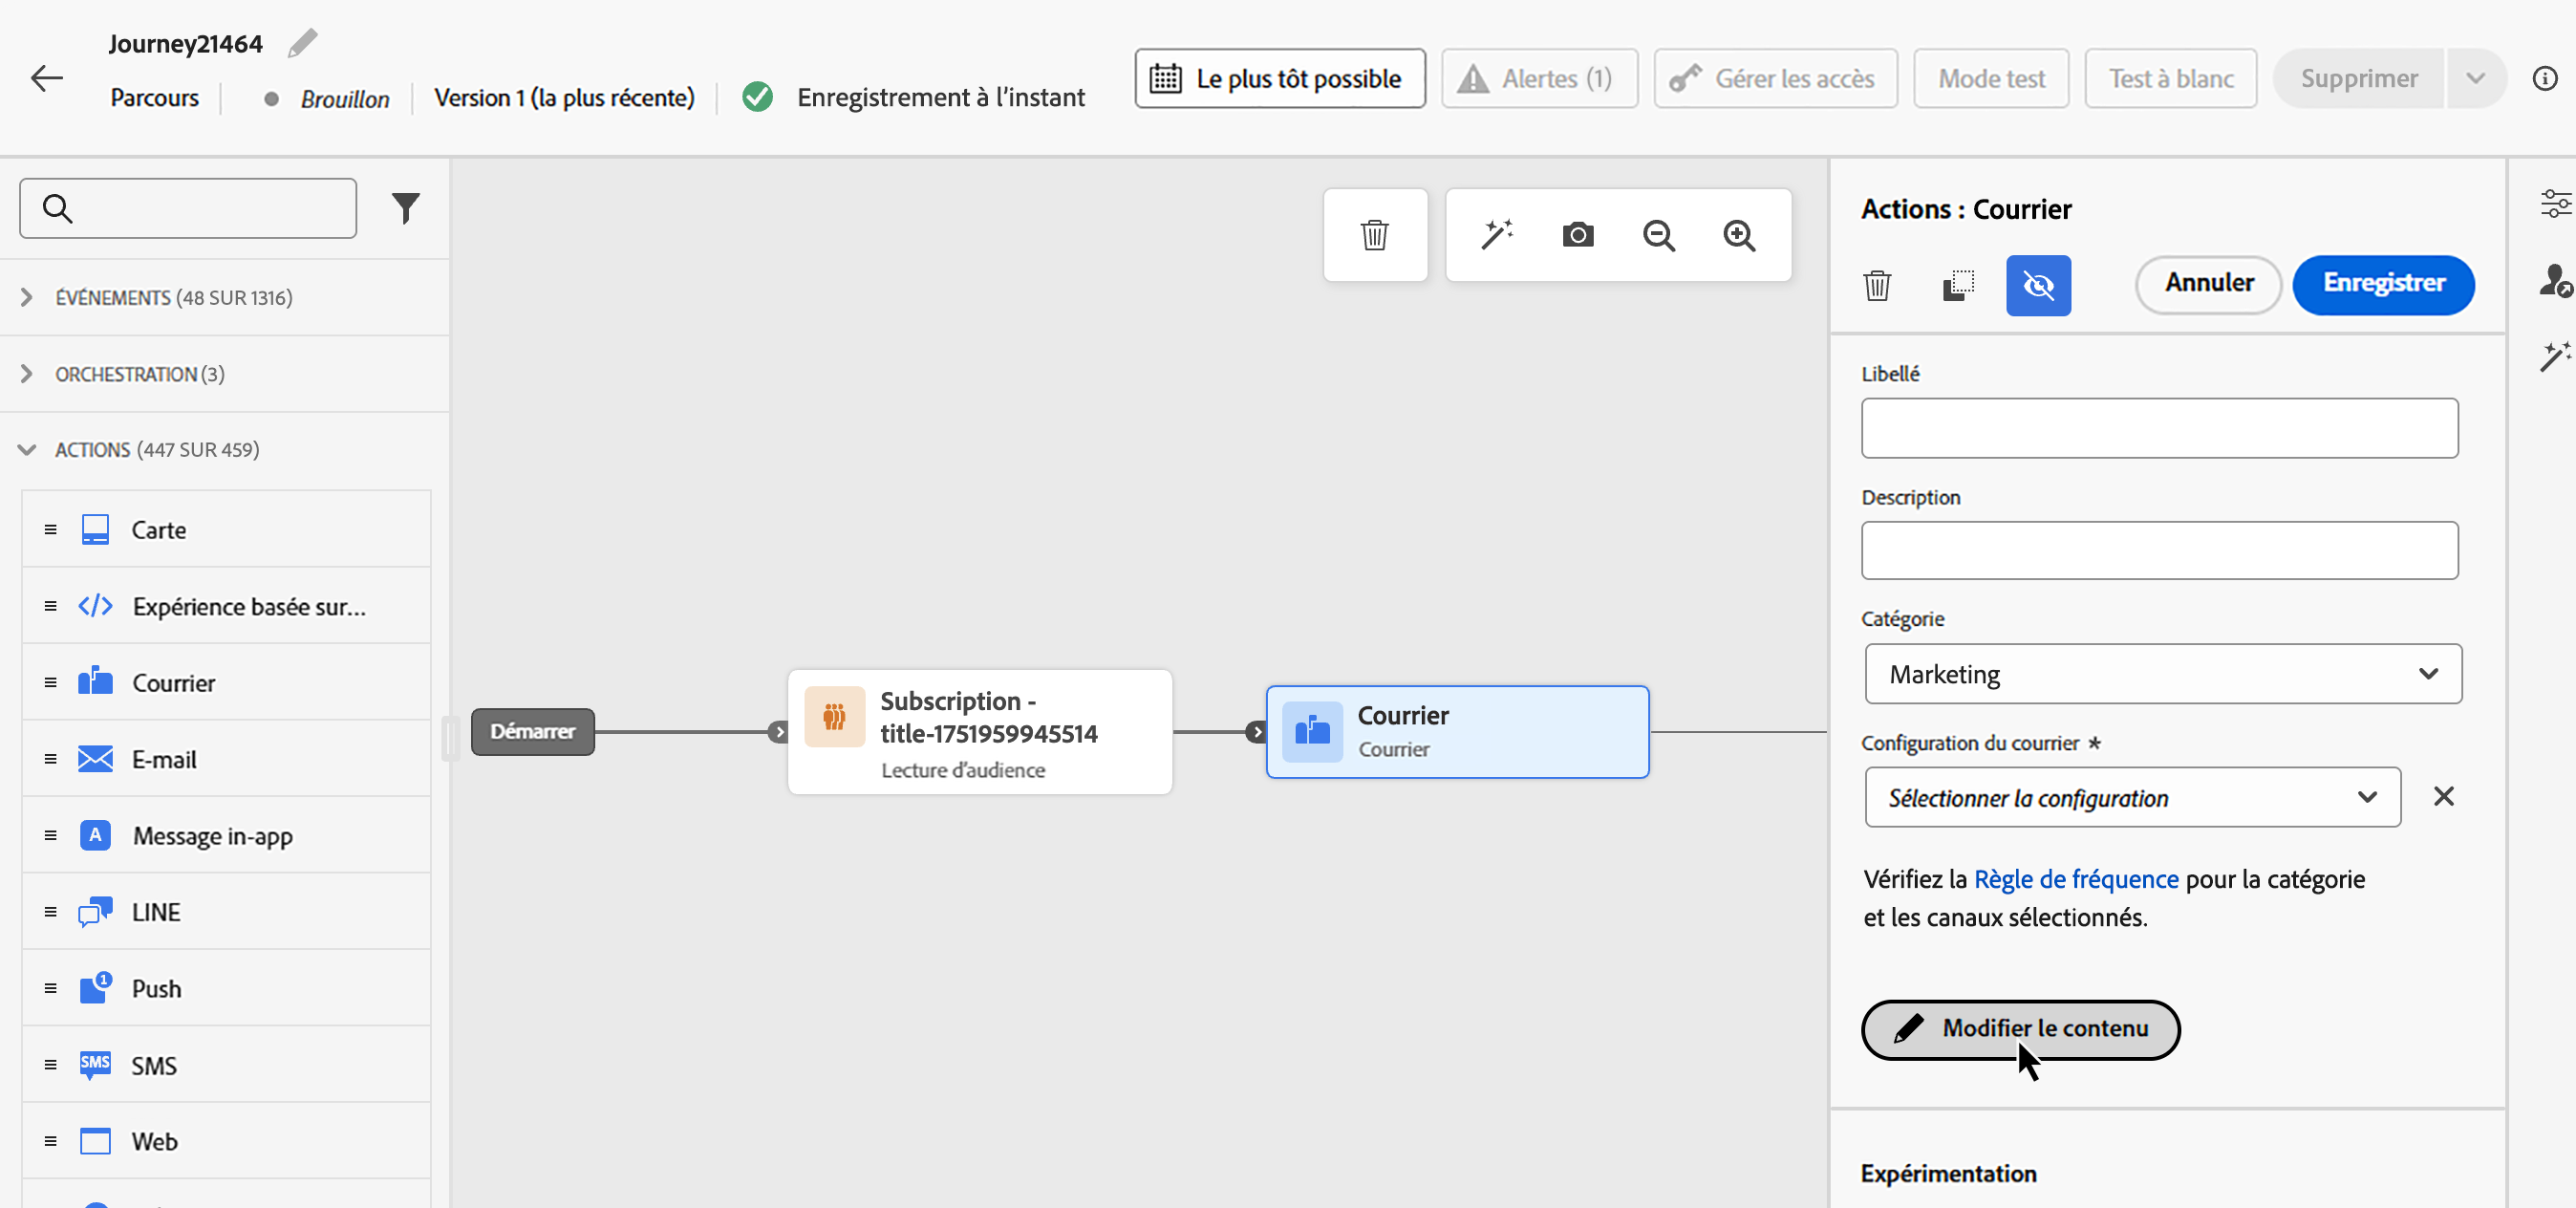 Journey21464
Parcours
Brouillon
Version 1 (la plus récente)
Enregistrement à l'instant
Le plus tôt possible
Alertes (1)
Gérer les accès
Mode test
Test à blanc
Supprimer
ÉVÉNEMENTS (48 SUR 1316)
ORCHESTRATION (3)
ACTIONS (447 SUR 459)
Carte
Expérience basée sur...
Courrier
E-mail
A
Message in-app
LINE
1
Push
SMS
SMS
Web
Démarrer
Subscription -
title-1751959945514
Lecture d'audience
Courrier
Courrier
Actions : Courrier
Annuler
Enregistrer
Libellé
Description
Catégorie
Marketing
Configuration du courrier *
Sélectionner la configuration
Vérifiez la Règle de fréquence pour la catégorie
et les canaux sélectionnés.
Modifier le contenu
Expérimentation